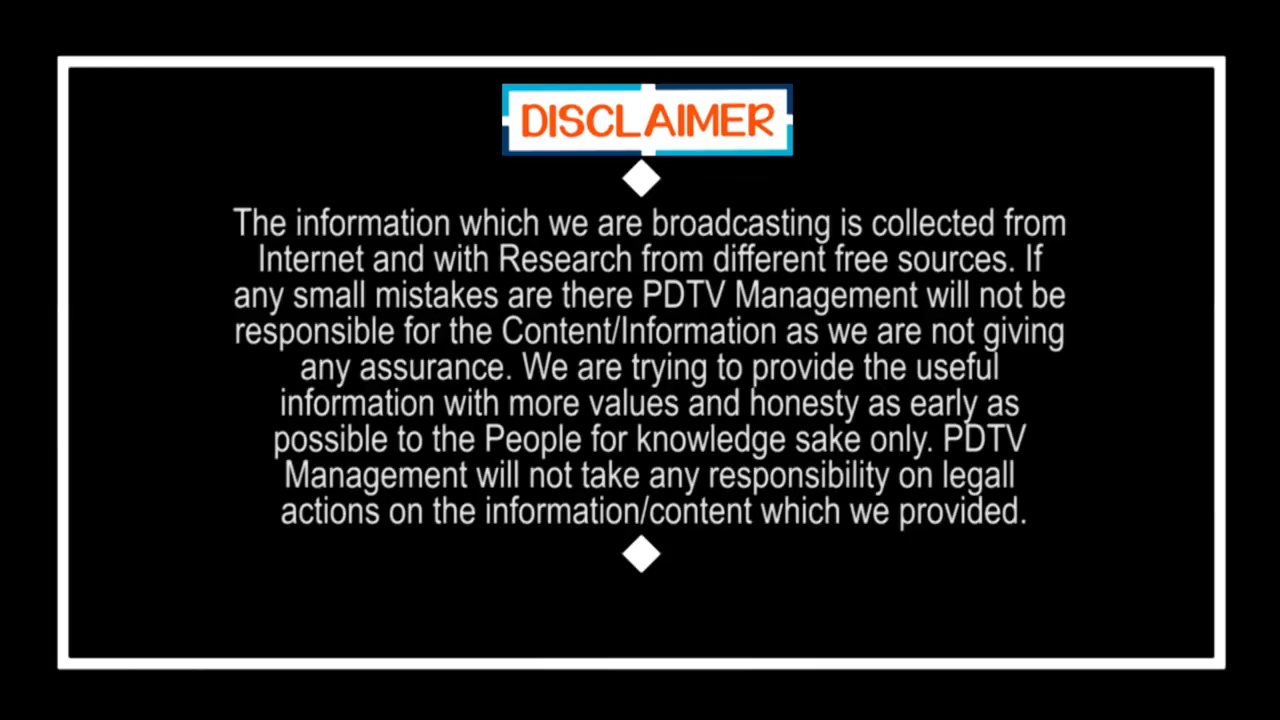 DISCLAIMER
The information which we are broadcasting is collected from
Internet and with Research from different free sources. If
any small mistakes are there PDTV Management will not be
responsible for the Content/Information as we are not giving
any assurance. We are trying to provide the useful
information with more values and honesty as early as
possible to the People for knowledge sake only. PDTV
Management will not take any responsibility on legall
actions on the information/content which we provided.